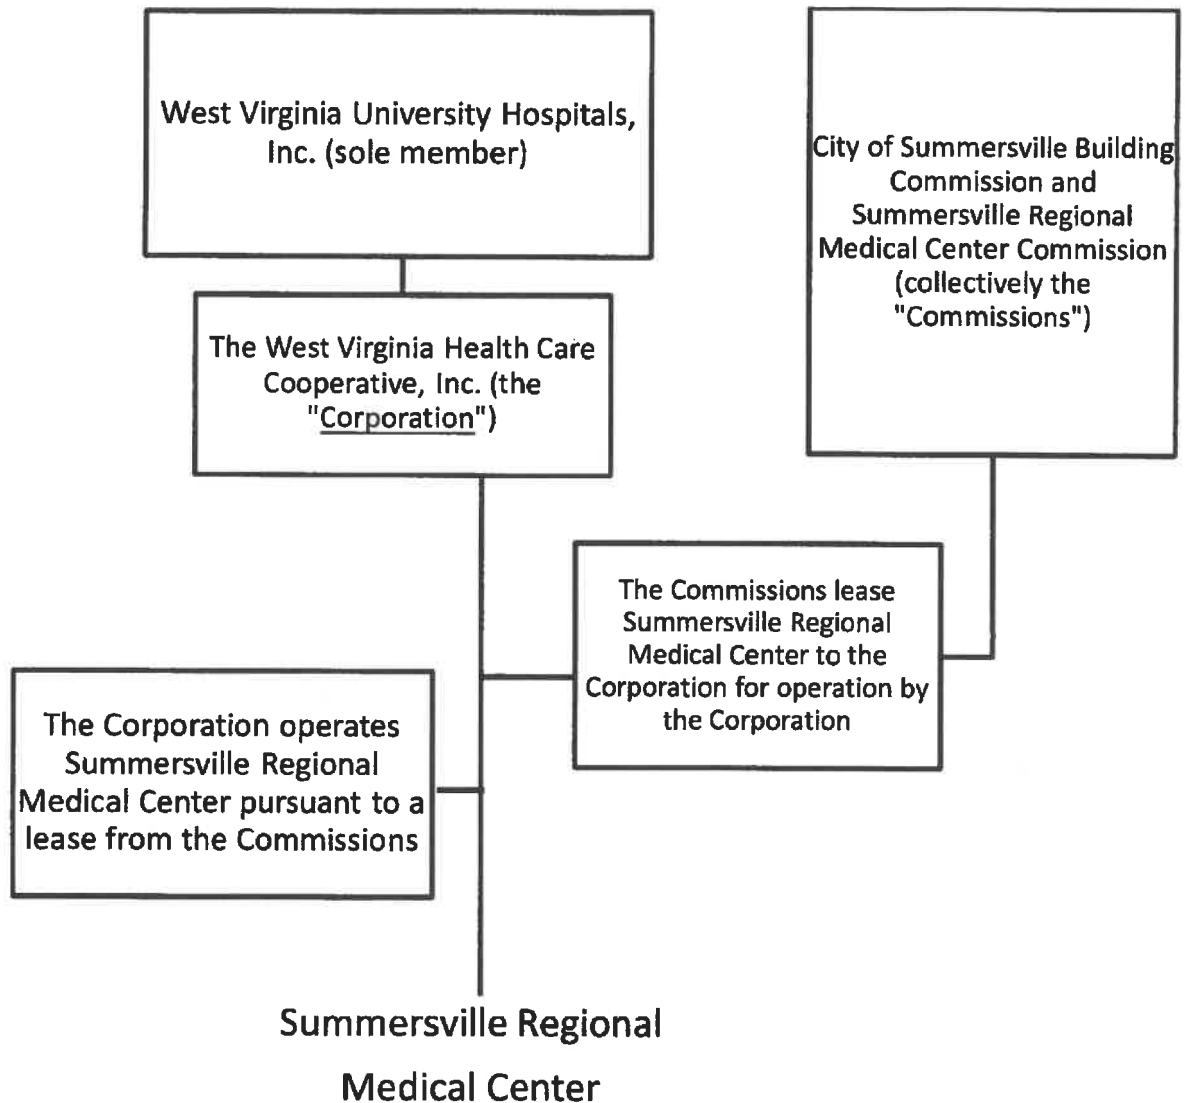 West Virginia University Hospitals,
Inc. (sole member)
City of Summersville Building
Commission and
Summersville Regional
Medical Center Commission
(collectively the
"Commissions")
The West Virginia Health Care
Cooperative, Inc. (the
"Corporation")
The Commissions lease
Summersville Regional
Medical Center to the
Corporation for operation by
the Corporation
The Corporation operates
Summersville Regional
Medical Center pursuant to a
lease from the Commissions
Summersville Regional
Medical Center